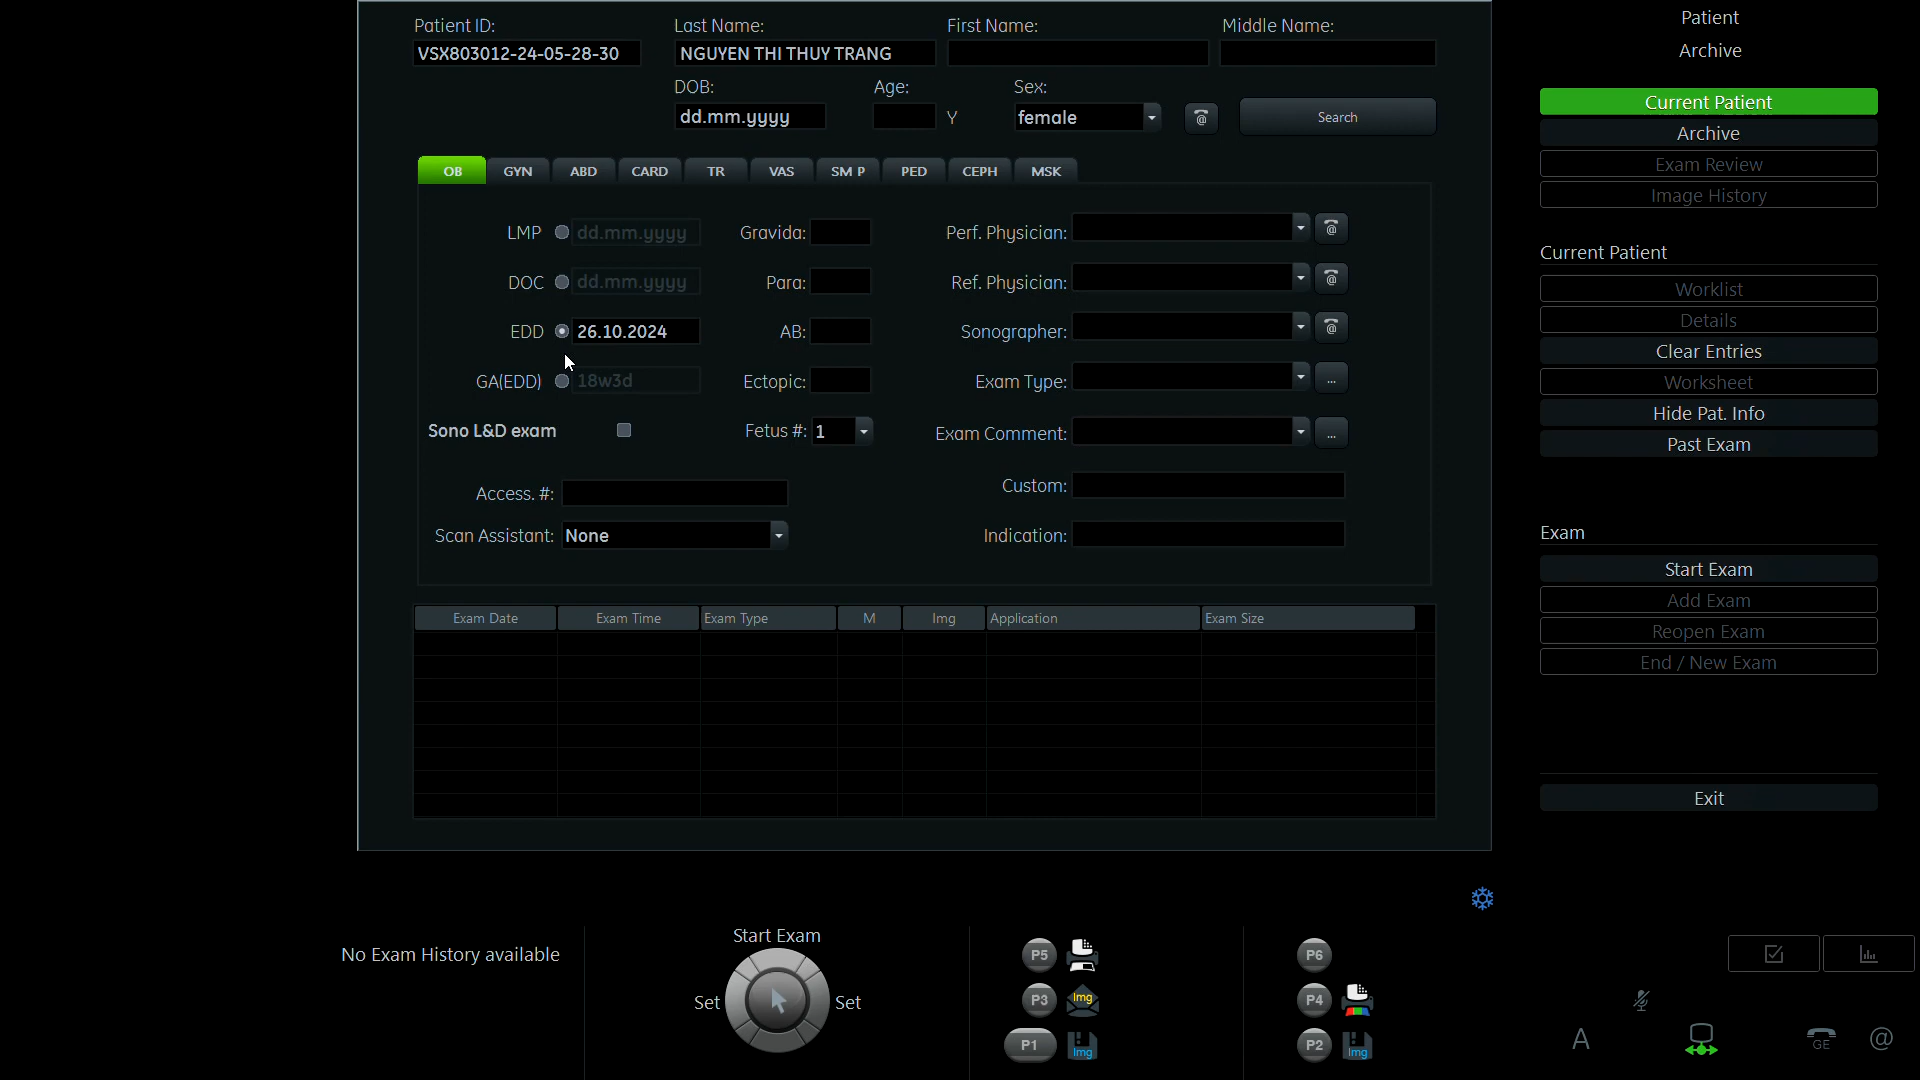 Patient ID: Last Name: First Name: Middle Name:
VSX803012-24-05-28-30 NGUYEN THI THUY TRANG
DOB: Age: Sex:
dd.mm.yyyy Y female @ Search
OB GYN ABD CARD TR VAS SM P PED CEPH MSK
LMP dd.mm.yyyy Gravida: Perf. Physician: @
DOC dd.mm.yyyy Para: Ref. Physician: @
EDD 26.10.2024 AB: Sonographer: @
GA(EDD) 18w3d Ectopic: Exam Type: ...
Sono L&D exam Fetus #: 1 Exam Comment: ...
Access. #: Custom:
Scan Assistant: None Indication:
Exam Date Exam Time Exam Type M Img Application Exam Size
Patient
Archive
Current Patient
Archive
Exam Review
Image History
Current Patient
Worklist
Details
Clear Entries
Worksheet
Hide Pat. Info
Past Exam
Exam
Start Exam
Add Exam
Reopen Exam
End / New Exam
Exit
No Exam History available
Start Exam
Set Set
P5 P6
P3 Img P4
P1 Img P2 Img
A GE @